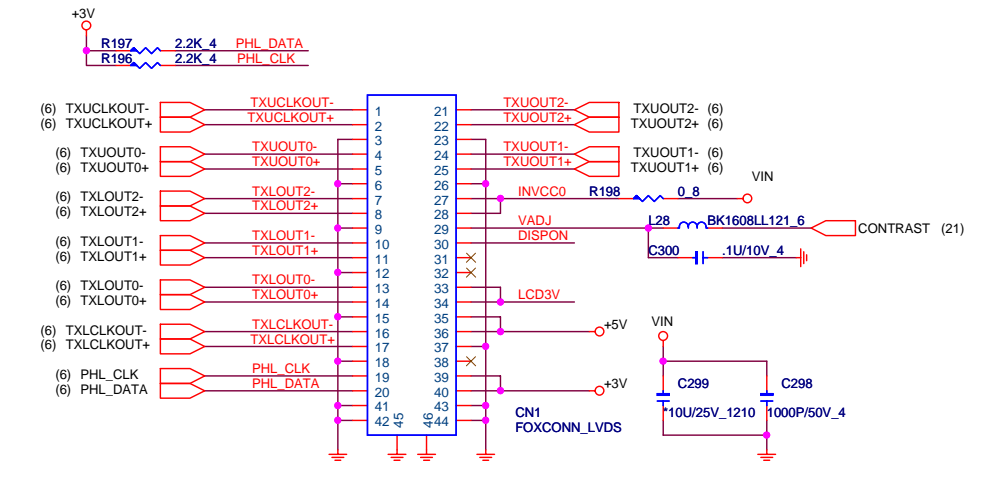 +3V
R197 2.2K_4 PHL_DATA
R196 2.2K_4 PHL_CLK
(6) TXUCLKOUT- TXUCLKOUT- 1 21 TXUOUT2- TXUOUT2- (6)
(6) TXUCLKOUT+ TXUCLKOUT+ 2 22 TXUOUT2+ TXUOUT2+ (6)
3 23
(6) TXUOUT0- TXUOUT0- 4 24 TXUOUT1- TXUOUT1- (6)
(6) TXUOUT0+ TXUOUT0+ 5 25 TXUOUT1+ TXUOUT1+ (6)
6 26 VIN
(6) TXLOUT2- TXLOUT2- 7 27 INVCC0 R198 0_8
(6) TXLOUT2+ TXLOUT2+ 8 28
9 29 VADJ L28 BK1608LL121_6 CONTRAST (21)
(6) TXLOUT1- TXLOUT1- 10 30 DISPON
(6) TXLOUT1+ TXLOUT1+ 11 31 C300 .1U/10V_4
12 32
(6) TXLOUT0- TXLOUT0- 13 33
(6) TXLOUT0+ TXLOUT0+ 14 34 LCD3V
15 35
(6) TXLCLKOUT- TXLCLKOUT- 16 36 +5V VIN
(6) TXLCLKOUT+ TXLCLKOUT+ 17 37
18 38
(6) PHL_CLK PHL_CLK 19 39
(6) PHL_DATA PHL_DATA 20 40 +3V C299 C298
41 43 CN1 *10U/25V_1210 1000P/50V_4
42 45 46 44 FOXCONN_LVDS